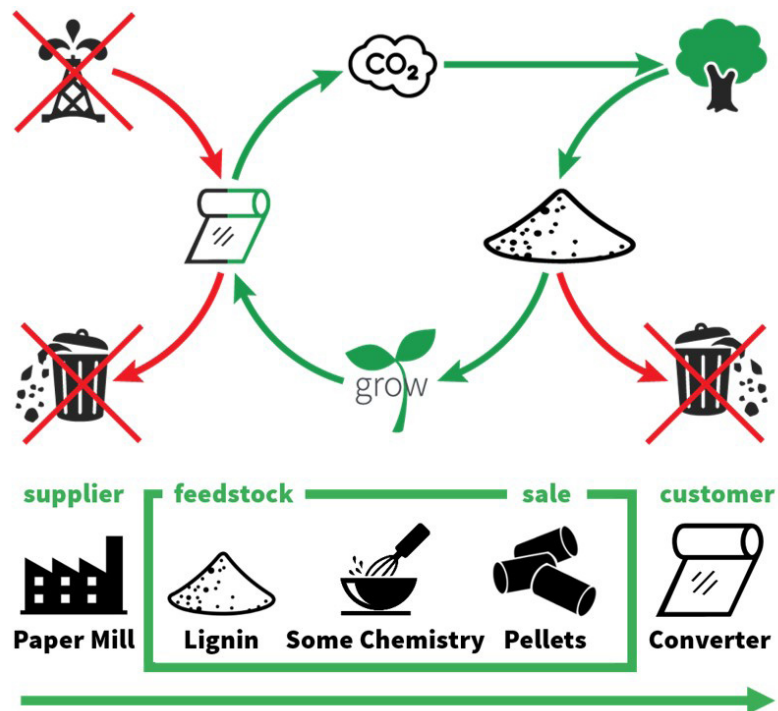 CO₂
grow
supplier feedstock sale customer
Paper Mill Lignin Some Chemistry Pellets Converter